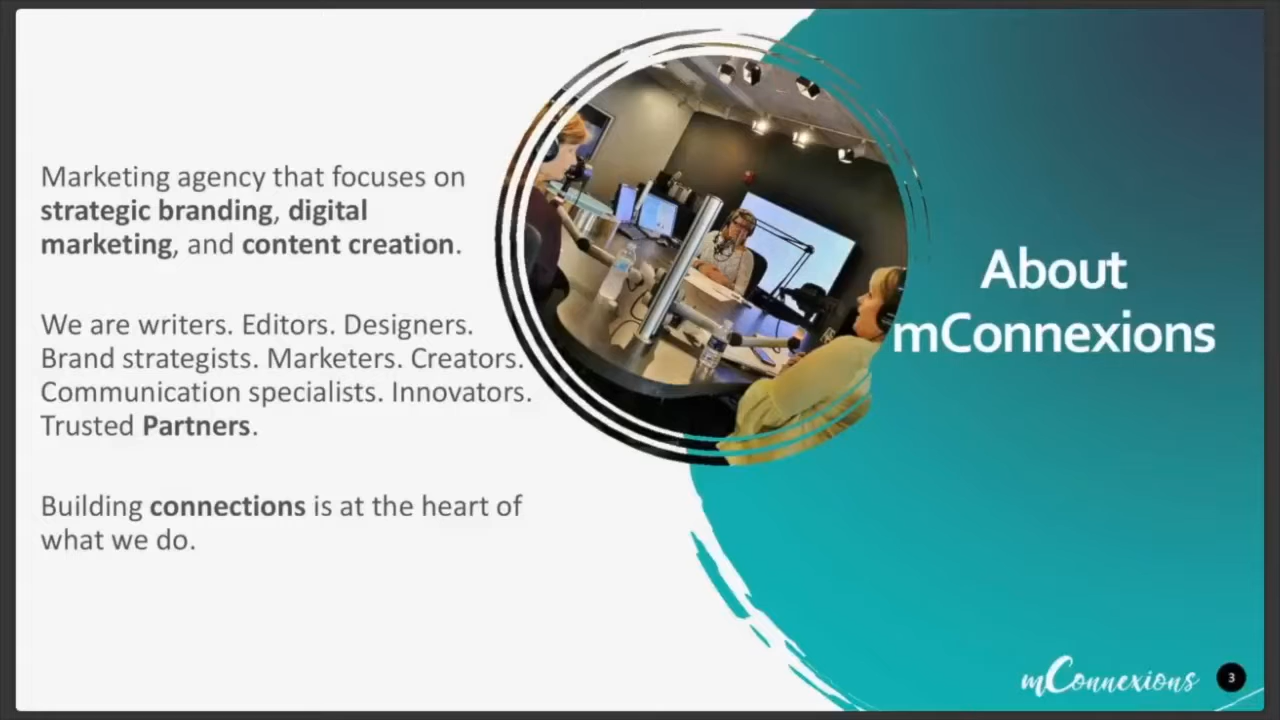 Marketing agency that focuses on
strategic branding, digital
marketing, and content creation.
We are writers. Editors. Designers.
Brand strategists. Marketers. Creators.
Communication specialists. Innovators.
Trusted Partners.
Building connections is at the heart of
what we do.
About
mConnexions
mConnexions
3